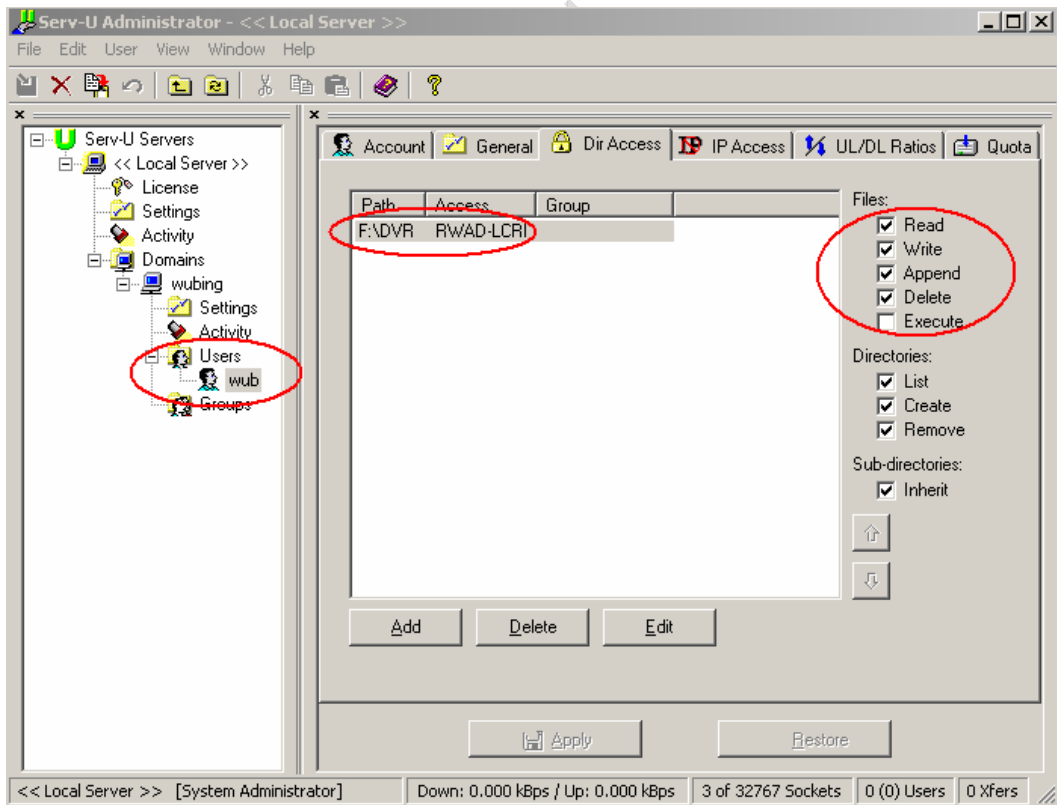 Serv-U Administrator - << Local Server >>
File Edit User View Window Help
Serv-U Servers
<< Local Server >>
License
Settings
Activity
Domains
wubing
Settings
Activity
Users
wub
Groups
Account General Dir Access IP Access UL/DL Ratios Quota
Path Access Group
F:\DVR RWAD-LCRI
Files:
Read
Write
Append
Delete
Execute
Directories:
List
Create
Remove
Sub-directories:
Inherit
Add Delete Edit
Apply Restore
<< Local Server >> [System Administrator] Down: 0.000 kBps / Up: 0.000 kBps 3 of 32767 Sockets 0 (0) Users 0 Xfers